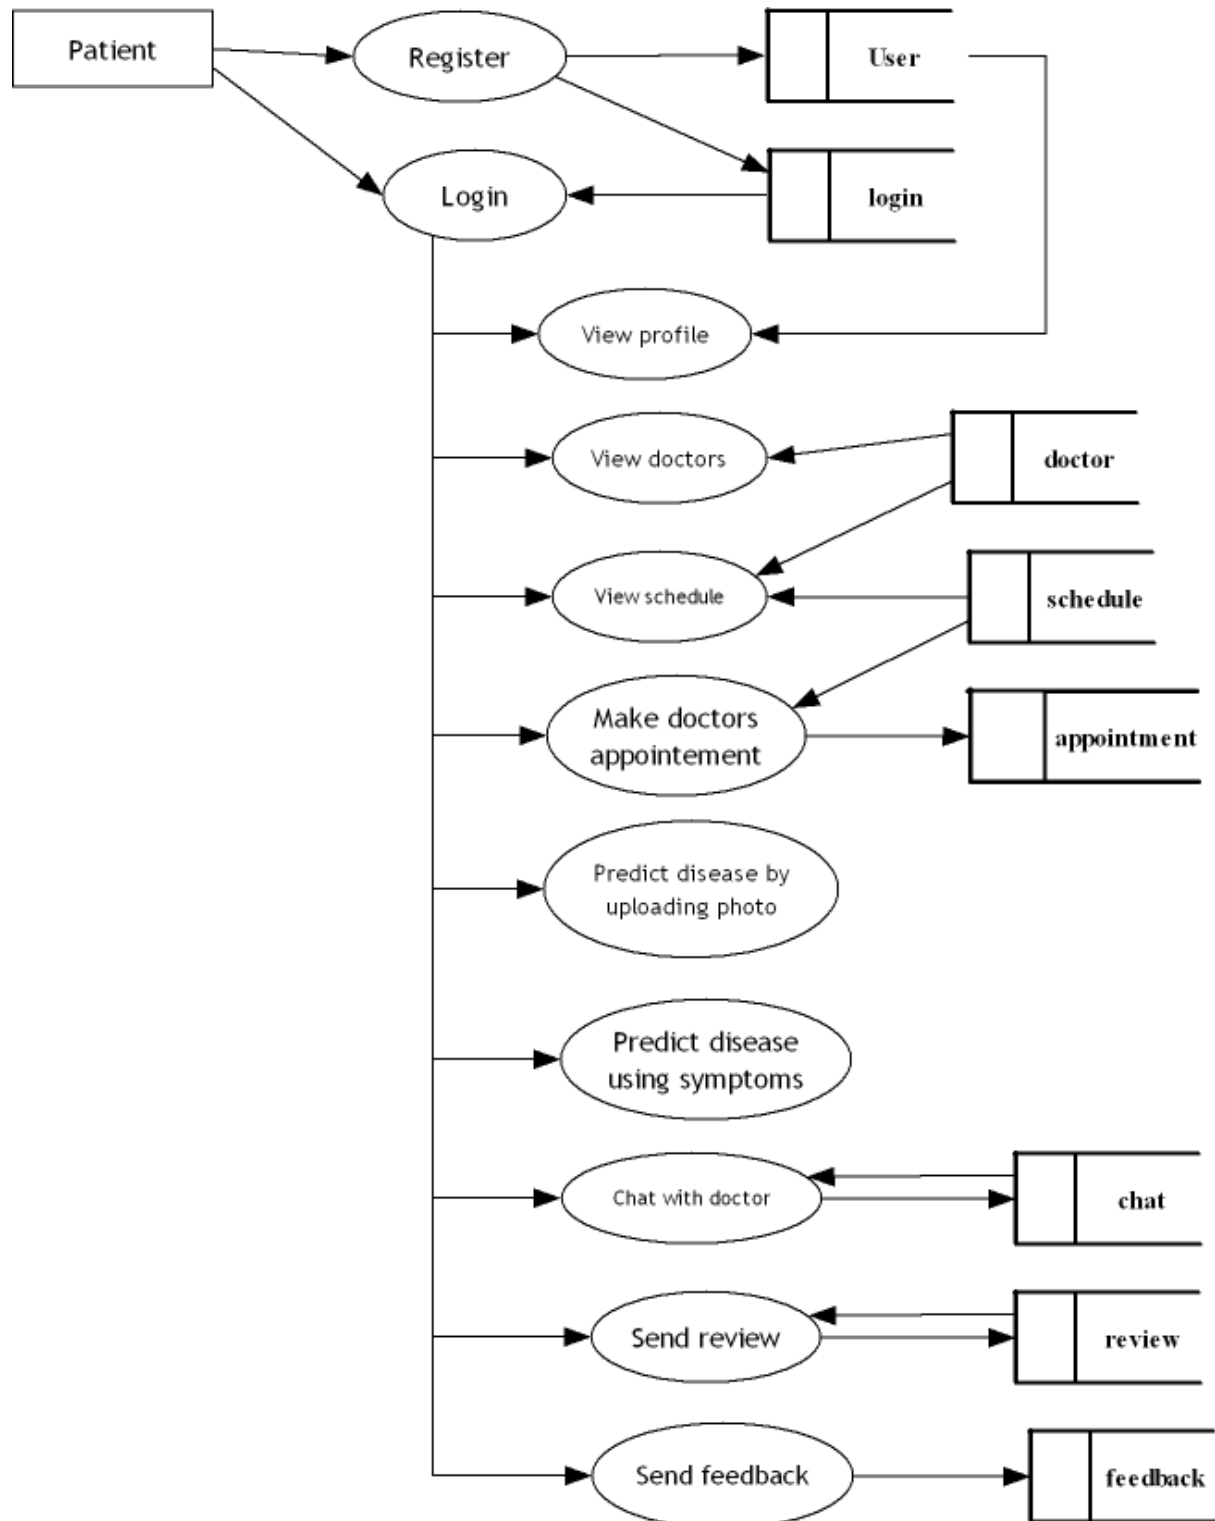 Patient
Register
User
Login
login
View profile
View doctors
doctor
View schedule
schedule
Make doctors
appointement
appointment
Predict disease by
uploading photo
Predict disease
using symptoms
Chat with doctor
chat
Send review
review
Send feedback
feedback